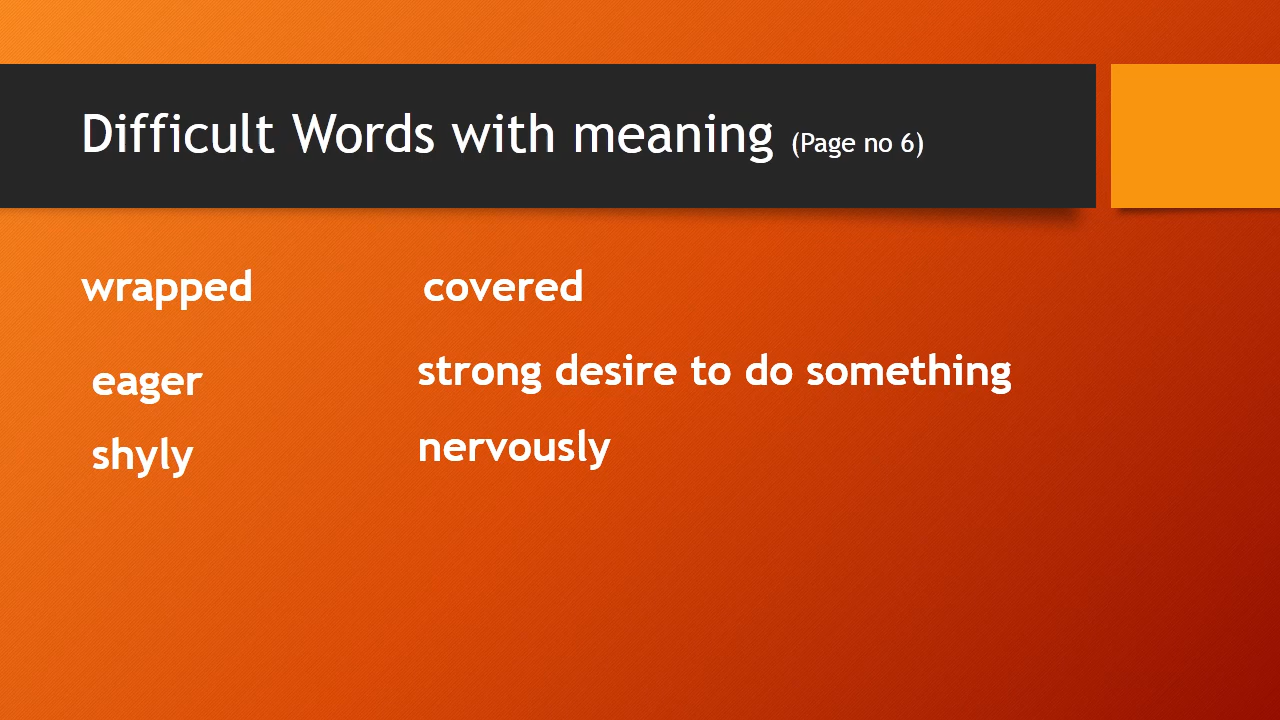 Difficult Words with meaning (Page no 6)
wrapped covered
eager strong desire to do something
shyly nervously